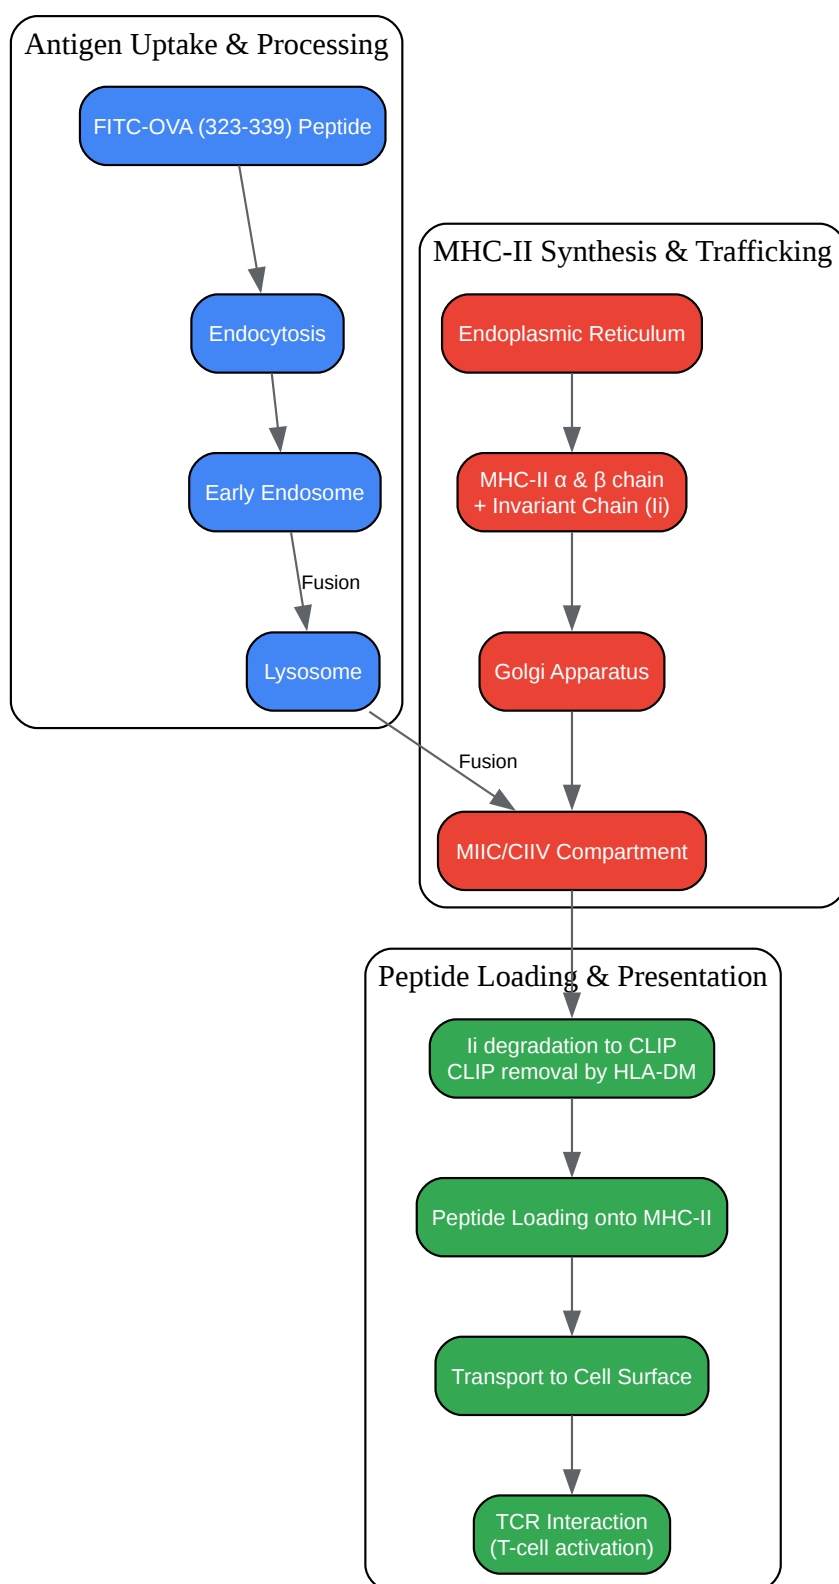 Antigen Uptake & Processing
FITC-OVA (323-339) Peptide
Endocytosis
Early Endosome
Fusion
Lysosome
MHC-II Synthesis & Trafficking
Endoplasmic Reticulum
MHC-II α & β chain
+ Invariant Chain (Ii)
Golgi Apparatus
Fusion
MIIC/CIIV Compartment
Peptide Loading & Presentation
Ii degradation to CLIP
CLIP removal by HLA-DM
Peptide Loading onto MHC-II
Transport to Cell Surface
TCR Interaction
(T-cell activation)